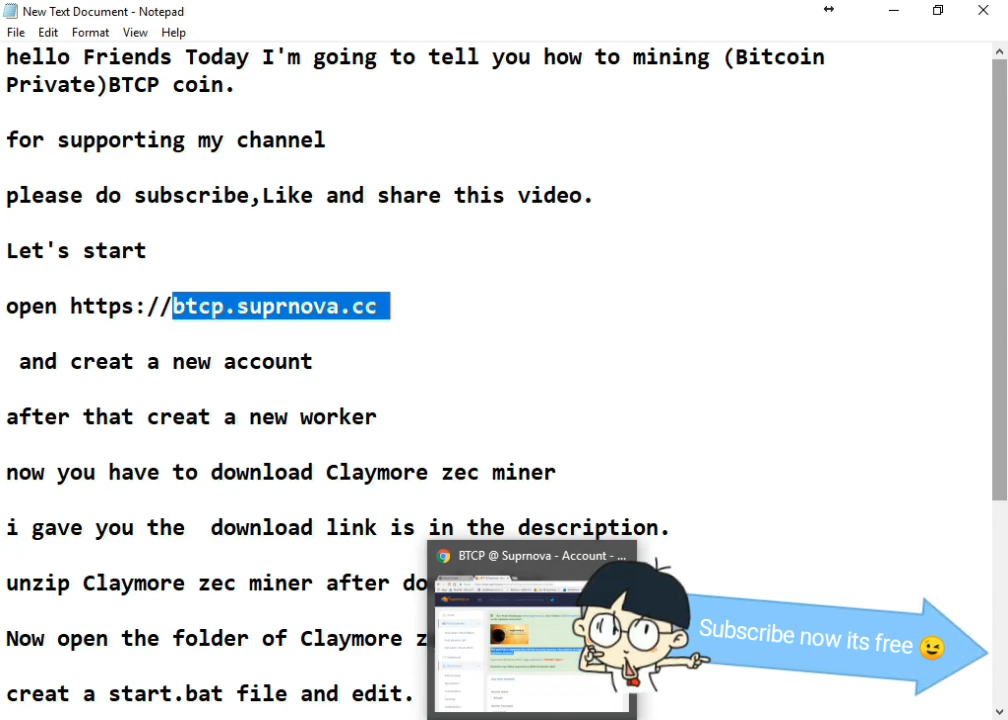 New Text Document - Notepad
File Edit Format View Help
hello Friends Today I'm going to tell you how to mining (Bitcoin
Private)BTCP coin.
for supporting my channel
please do subscribe,Like and share this video.
Let's start
open https://btcp.suprnova.cc
and creat a new account
after that creat a new worker
now you have to download Claymore zec miner
i gave you the  download link is in the description.
unzip Claymore zec miner after do
BTCP @ Suprnova - Account - ...
Now open the folder of Claymore z
Subscribe now its free 😉
creat a start.bat file and edit.